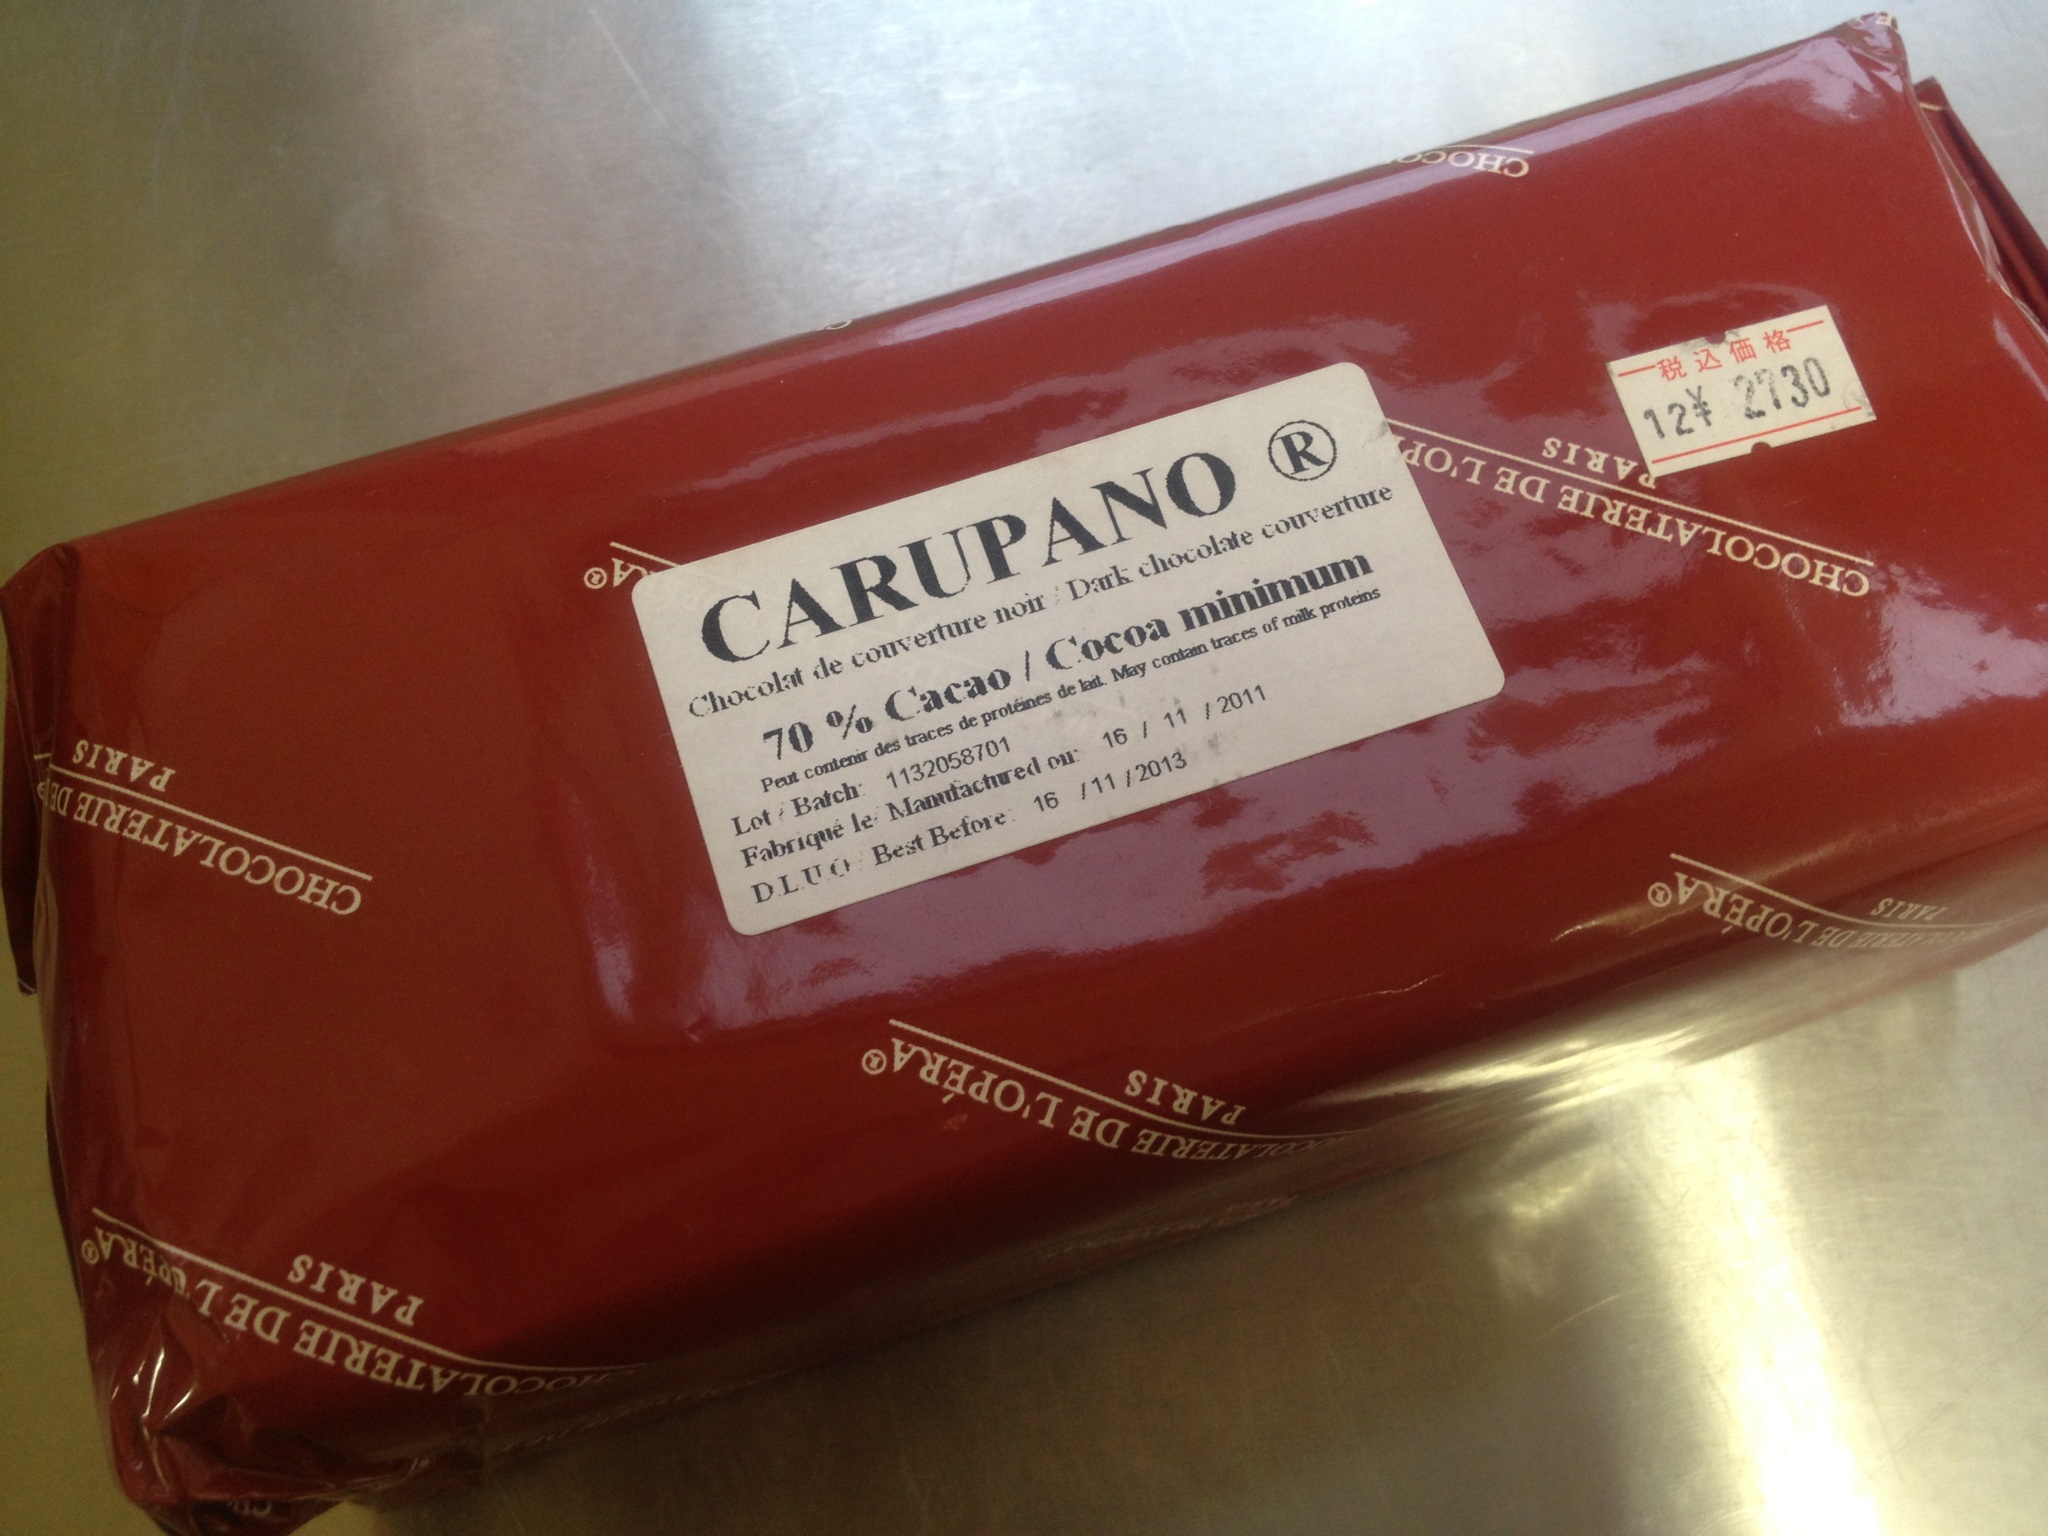 CARUPANO ®
Chocolat de couverture noir / Dark chocolate couverture
70 % Cacao / Cocoa minimum
Peut contenir des traces de protéines de lait. May contain traces of milk proteins
Lot / Batch: 1132058701
Fabriqué le/ Manufactured on: 16 / 11 / 2011
D.L.U.O / Best Before: 16 / 11 / 2013
税込価格
12¥ 2730
CHOCO
CHOCOLATERIE DE L'OP
PARIS
RA®
CHOCOLATERIE DE
PARIS
CHOCOLATERIE DE L'OPÉRA®
PARIS
CHOCOLATERIE DE L'OPÉRA®
PARIS
CHOCOLATERIE DE L'OPÉRA®
PARIS